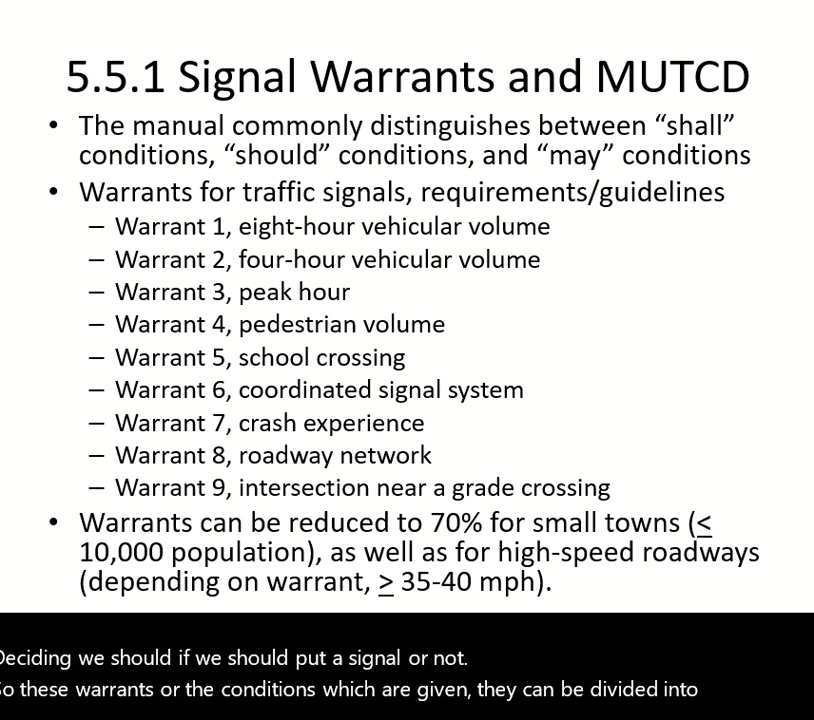 5.5.1 Signal Warrants and MUTCD
• The manual commonly distinguishes between “shall”
conditions, “should” conditions, and “may” conditions
• Warrants for traffic signals, requirements/guidelines
– Warrant 1, eight-hour vehicular volume
– Warrant 2, four-hour vehicular volume
– Warrant 3, peak hour
– Warrant 4, pedestrian volume
– Warrant 5, school crossing
– Warrant 6, coordinated signal system
– Warrant 7, crash experience
– Warrant 8, roadway network
– Warrant 9, intersection near a grade crossing
• Warrants can be reduced to 70% for small towns (≤
10,000 population), as well as for high-speed roadways
(depending on warrant, ≥ 35-40 mph).
Deciding we should if we should put a signal or not.
So these warrants or the conditions which are given, they can be divided into